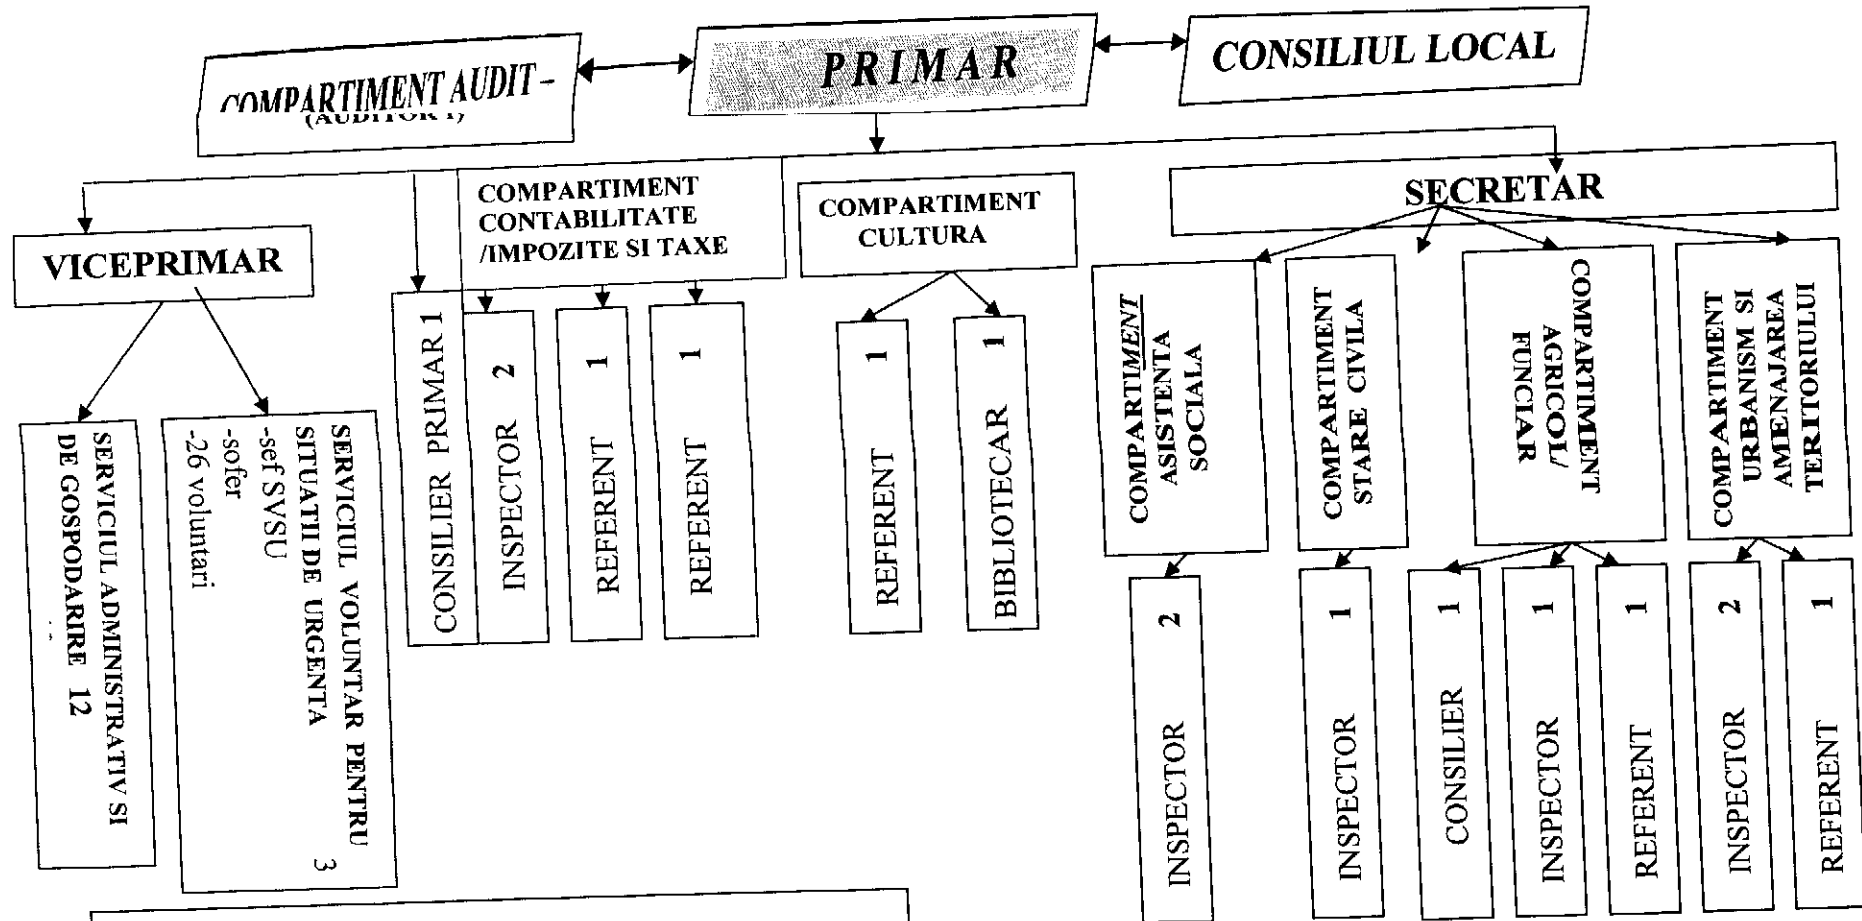 COMPARTIMENT AUDIT –
(AUDITOR 1)
PRIMAR
CONSILIUL LOCAL
VICEPRIMAR
COMPARTIMENT
CONTABILITATE
/IMPOZITE SI TAXE
COMPARTIMENT
CULTURA
SECRETAR
SERVICIUL ADMINISTRATIV SI
DE GOSPODARIRE 12
SERVICIUL VOLUNTAR PENTRU
SITUATII DE URGENTA 3
-sef SVSU
-sofer
-26 voluntari
CONSILIER PRIMAR 1
INSPECTOR 2
REFERENT 1
REFERENT 1
REFERENT 1
BIBLIOTECAR 1
COMPARTIMENT
ASISTENTA
SOCIALA
COMPARTIMENT
STARE CIVILA
COMPARTIMENT
AGRICOL/
FUNCIAR
COMPARTIMENT
URBANISM SI
AMENAJAREA
TERITORIULUI
INSPECTOR 2
INSPECTOR 1
CONSILIER 1
INSPECTOR 1
REFERENT 1
INSPECTOR 2
REFERENT 1